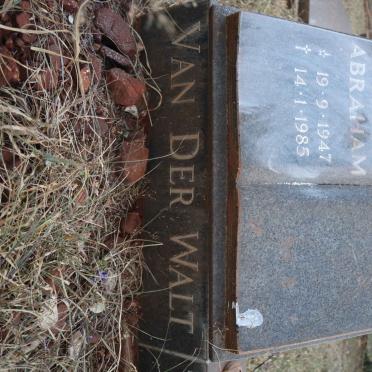 ABRAHAM
☆ 19·9·1947
† 14·1·1985
VAN DER WALT